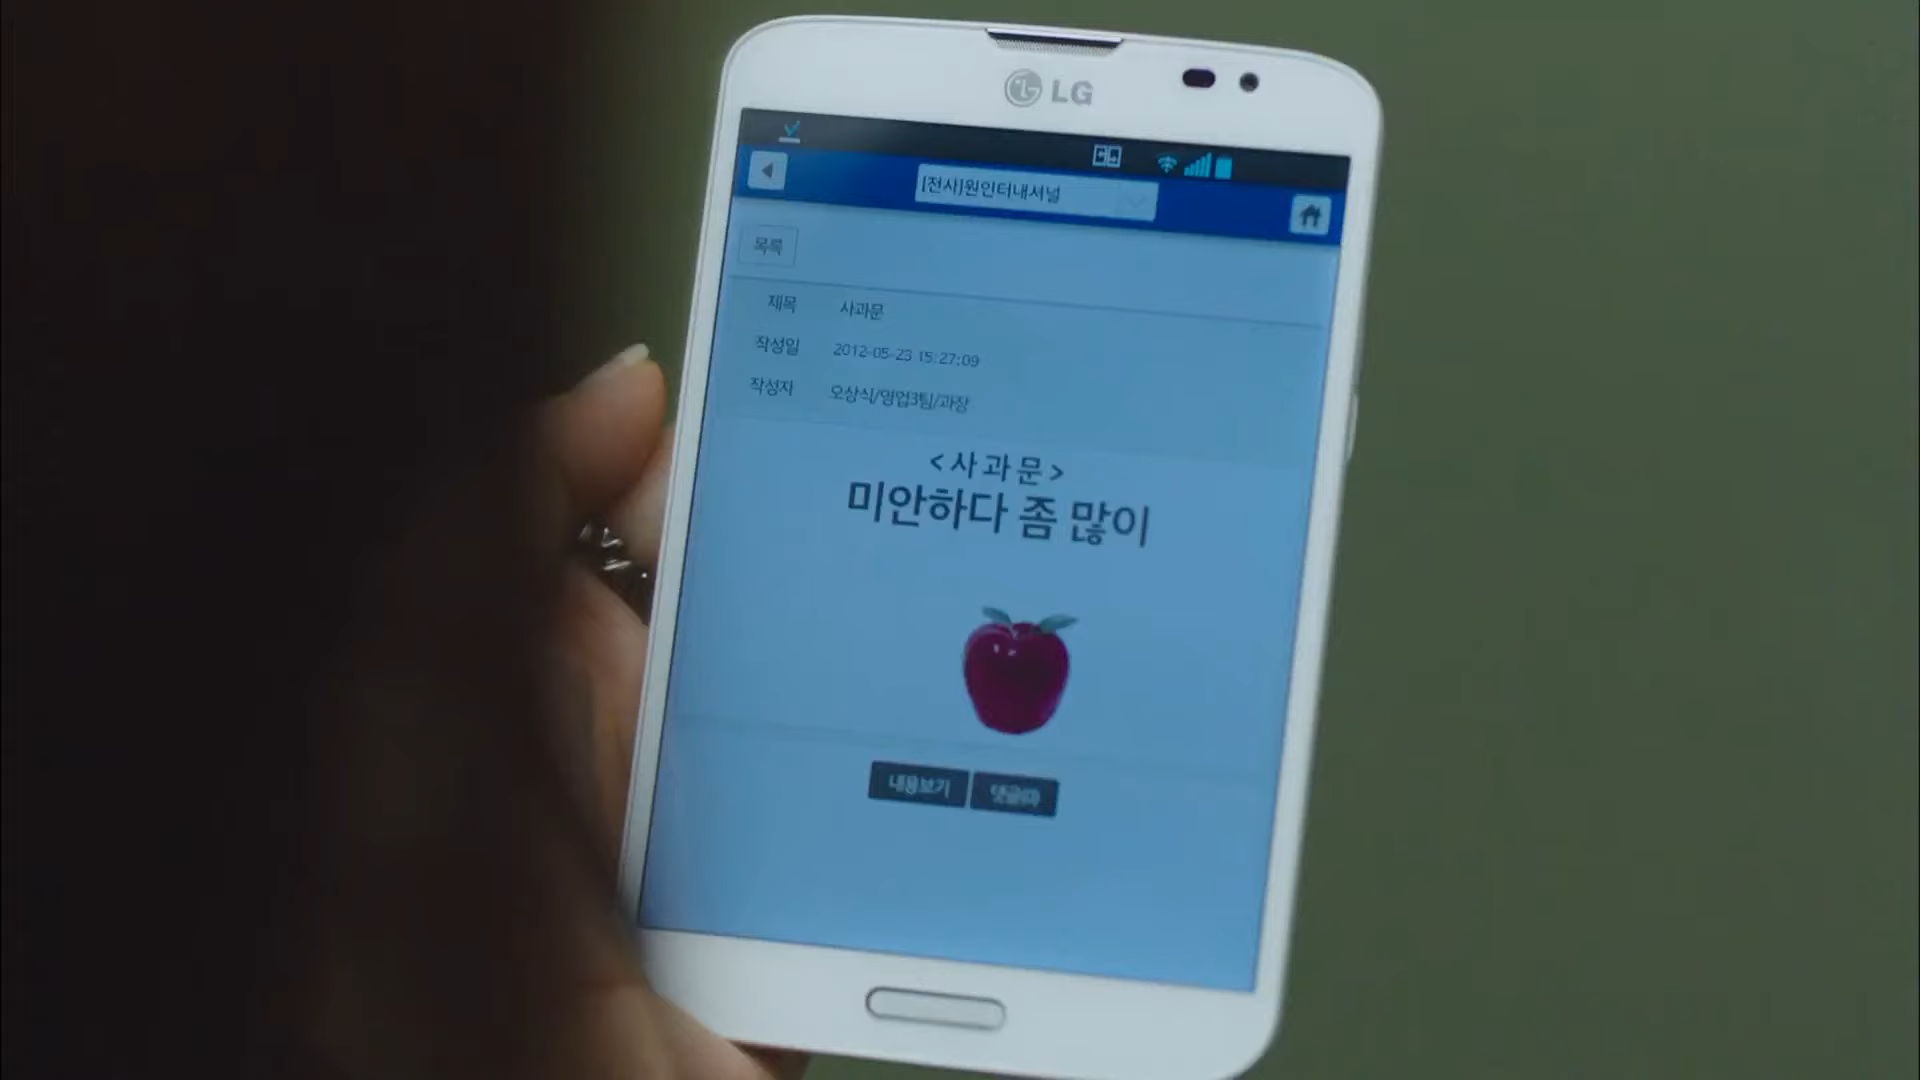 LG
[전사]원인터내셔널
목록
제목 사과문
작성일 2012-05-23 15:27:09
작성자 오상식/영업3팀/과장
<사과문>
미안하다 좀 많이
내용보기 댓글